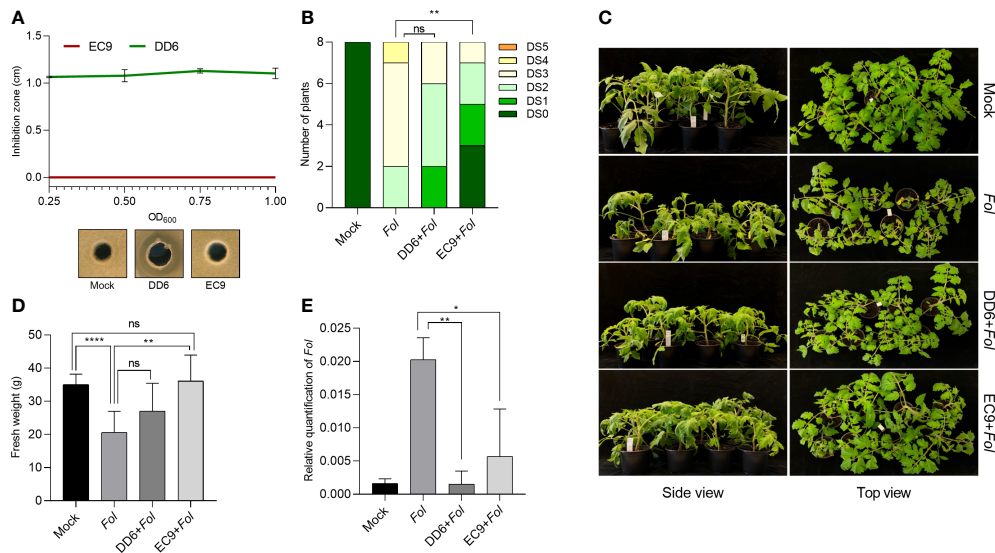 A
EC9
DD6
Inhibition zone (cm)
1.5
1.0
0.5
0.0
0.25
0.50
0.75
1.00
OD600
Mock
DD6
EC9
B
**
ns
Number of plants
8
6
4
2
0
Mock
Fol
DD6+Fol
EC9+Fol
DS5
DS4
DS3
DS2
DS1
DS0
C
Mock
Fol
DD6+Fol
EC9+Fol
Side view
Top view
D
ns
****
**
ns
Fresh weight (g)
50
40
30
20
10
0
Mock
Fol
DD6+Fol
EC9+Fol
E
*
**
Relative quantification of Fol
0.025
0.020
0.015
0.010
0.005
0.000
Mock
Fol
DD6+Fol
EC9+Fol